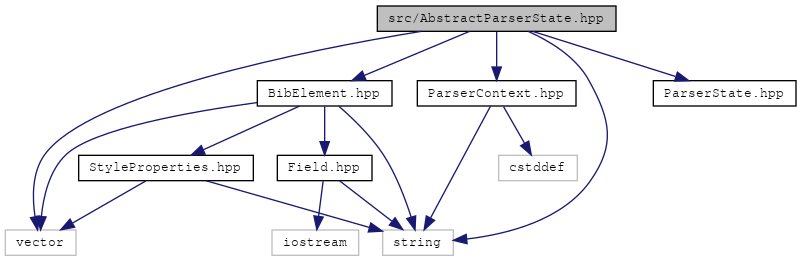 src/AbstractParserState.hpp
BibElement.hpp
ParserContext.hpp
ParserState.hpp
StyleProperties.hpp
Field.hpp
cstddef
vector
iostream
string